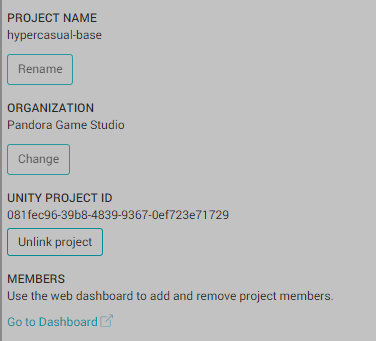 PROJECT NAME
hypercasual-base
Rename
ORGANIZATION
Pandora Game Studio
Change
UNITY PROJECT ID
081fec96-39b8-4839-9367-0ef723e71729
Unlink project
MEMBERS
Use the web dashboard to add and remove project members.
Go to Dashboard